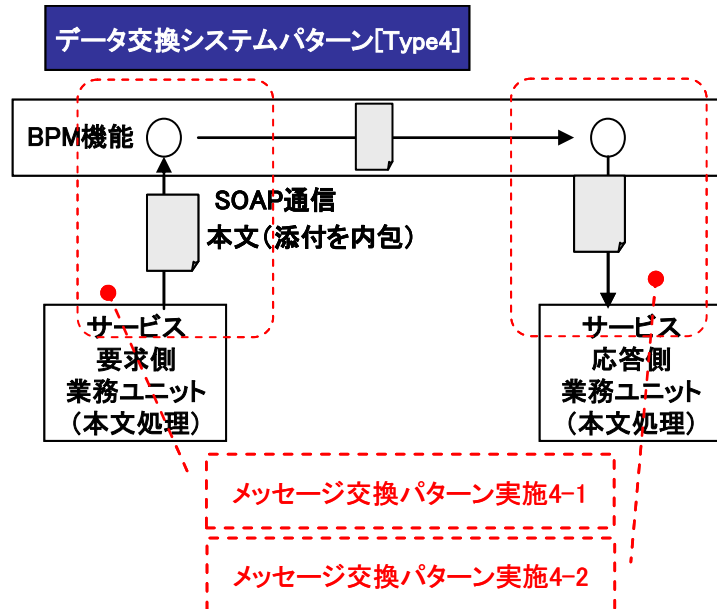 データ交換システムパターン[Type4]
BPM機能
SOAP通信
本文(添付を内包)
サービス
要求側
業務ユニット
(本文処理)
サービス
応答側
業務ユニット
(本文処理)
メッセージ交換パターン実施4-1
メッセージ交換パターン実施4-2